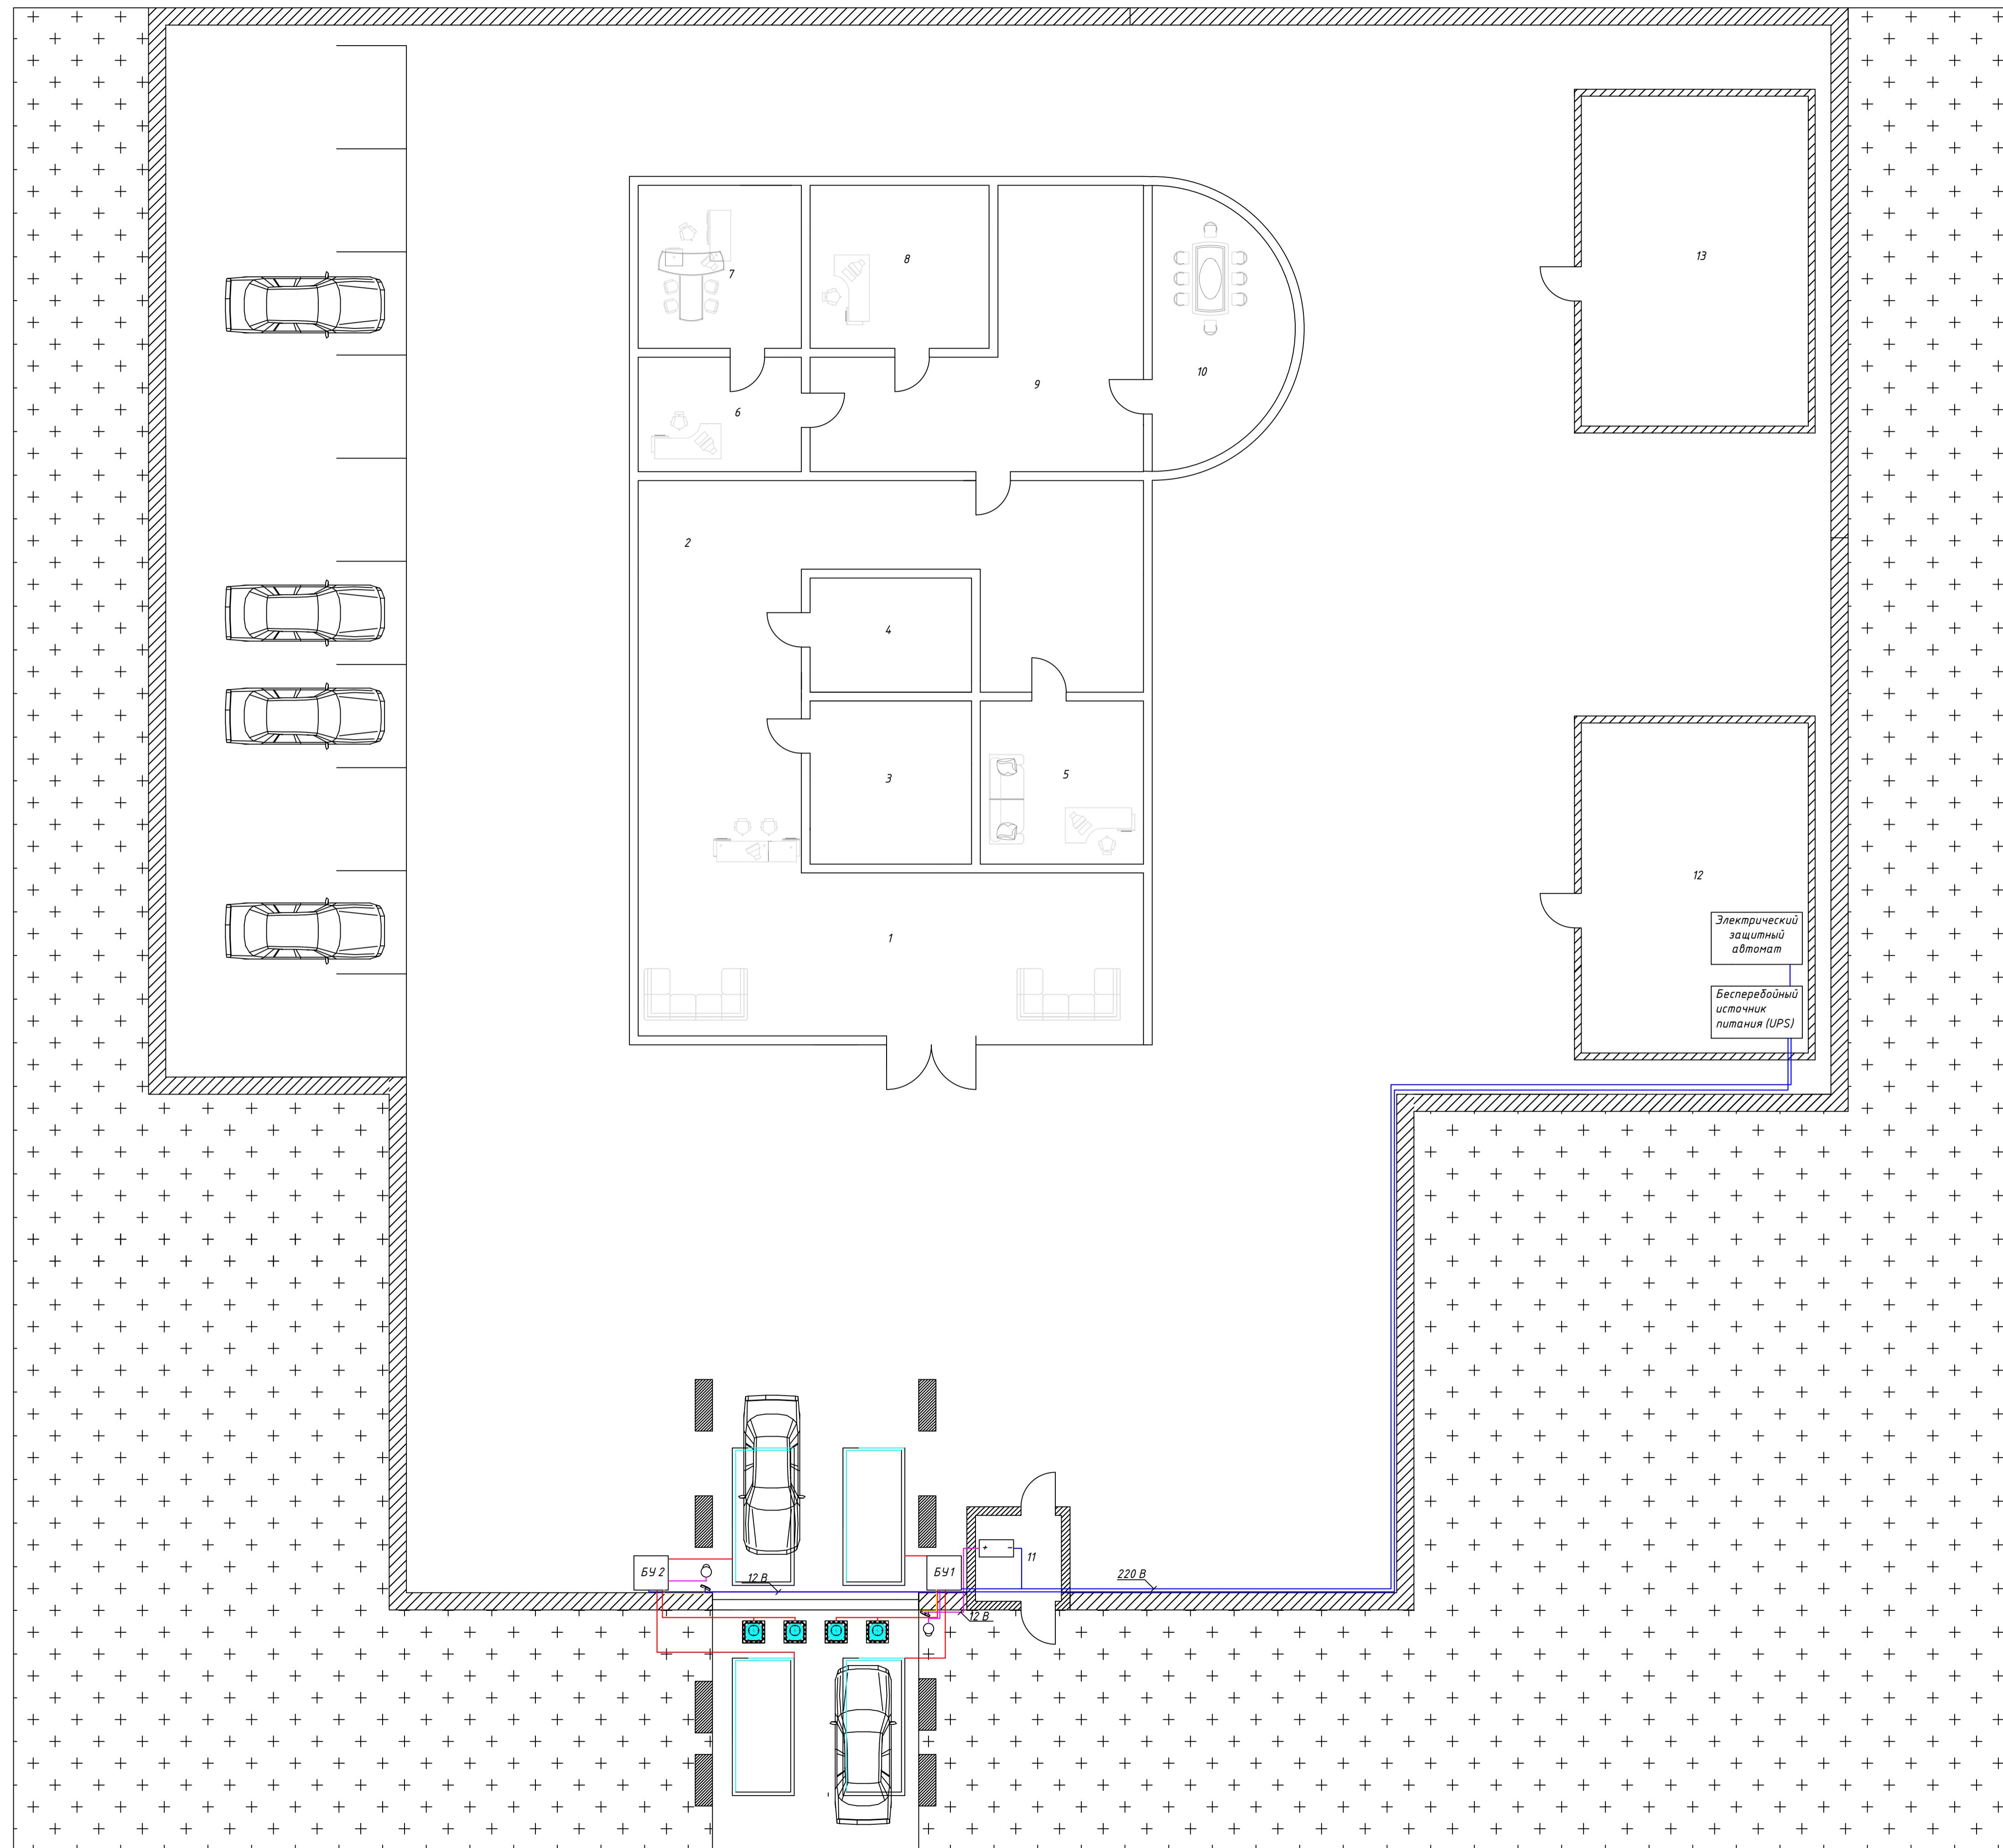 7
8
13
10
9
6
2
4
5
3
12
Электрический
защитный
автомат
1
Бесперебойный
источник
питания (UPS)
+ -
11
БУ 2
БУ1
12 В
220 В
12 В